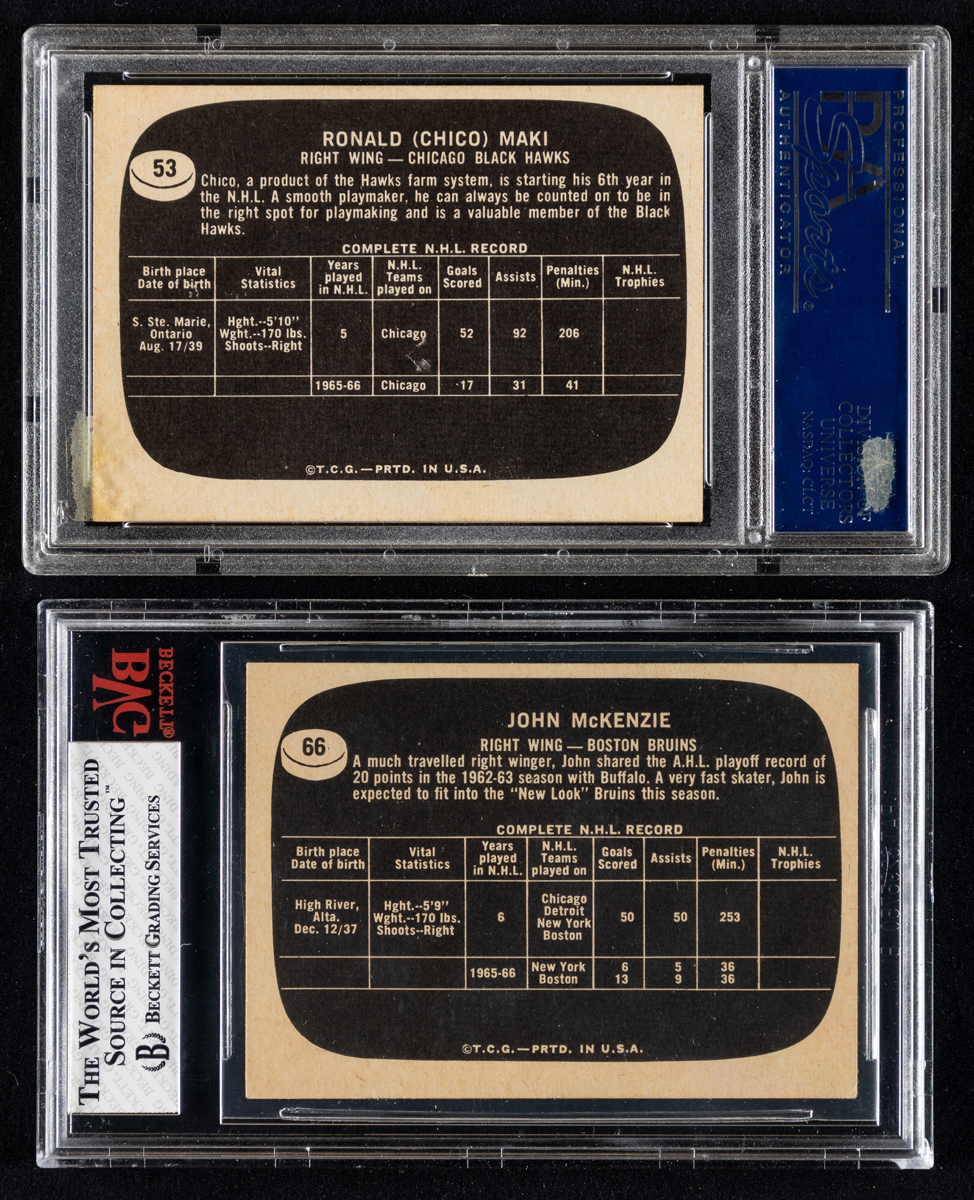 53
RONALD (CHICO) MAKI
RIGHT WING — CHICAGO BLACK HAWKS
Chico, a product of the Hawks farm system, is starting his 6th year in
the N.H.L. A smooth playmaker, he can always be counted on to be in
the right spot for playmaking and is a valuable member of the Black
Hawks.
COMPLETE N.H.L. RECORD
Birth place Date of birth
Vital Statistics
Years played in N.H.L.
N.H.L. Teams played on
Goals Scored
Assists
Penalties (Min.)
N.H.L. Trophies
S. Ste. Marie, Ontario Aug. 17/39
Hght.--5'10" Wght.--170 lbs. Shoots--Right
5
Chicago
52
92
206
1965-66 Chicago 17 31 41
©T.C.G.—PRTD. IN U.S.A.
PROFESSIONAL
PSA
Sports
AUTHENTICATOR
DIVISION OF
COLLECTORS
UNIVERSE
NASDAQ: CLCT
BECKETT®
BVG
THE WORLD'S MOST TRUSTED
SOURCE IN COLLECTING™
B BECKETT GRADING SERVICES
66
JOHN McKENZIE
RIGHT WING — BOSTON BRUINS
A much travelled right winger, John shared the A.H.L. playoff record of
20 points in the 1962-63 season with Buffalo. A very fast skater, John is
expected to fit into the "New Look" Bruins this season.
COMPLETE N.H.L. RECORD
Birth place Date of birth
Vital Statistics
Years played in N.H.L.
N.H.L. Teams played on
Goals Scored
Assists
Penalties (Min.)
N.H.L. Trophies
High River, Alta. Dec. 12/37
Hght.--5'9" Wght.--170 lbs. Shoots--Right
6
Chicago Detroit New York Boston
50
50
253
1965-66
New York 6 5 36
Boston 13 9 36
©T.C.G.—PRTD. IN U.S.A.